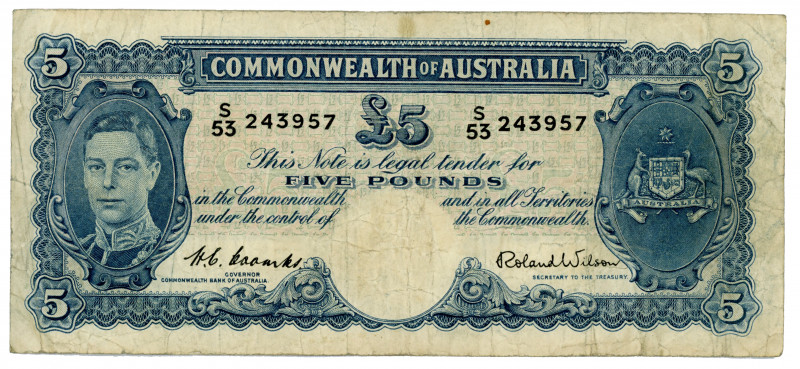 5 5
COMMONWEALTH OF AUSTRALIA
S/53 243957 £5 S/53 243957
This Note is legal tender for
FIVE POUNDS
in the Commonwealth and in all Territories
under the control of the Commonwealth.
AUSTRALIA
H. C. Coombs Roland Wilson
GOVERNOR SECRETARY TO THE TREASURY.
COMMONWEALTH BANK OF AUSTRALIA.
5 5